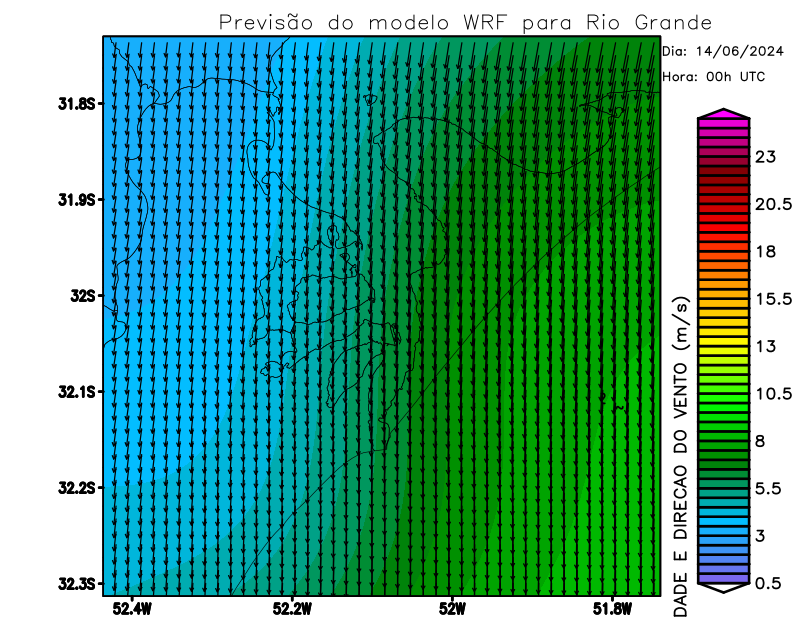 Previsão do modelo WRF para Rio Grande
Dia: 14/06/2024
Hora: 00h UTC
31.8S
31.9S
32S
32.1S
32.2S
32.3S
52.4W
52.2W
52W
51.8W
23
20.5
18
15.5
13
10.5
8
5.5
3
0.5
DADE E DIRECAO DO VENTO (m/s)